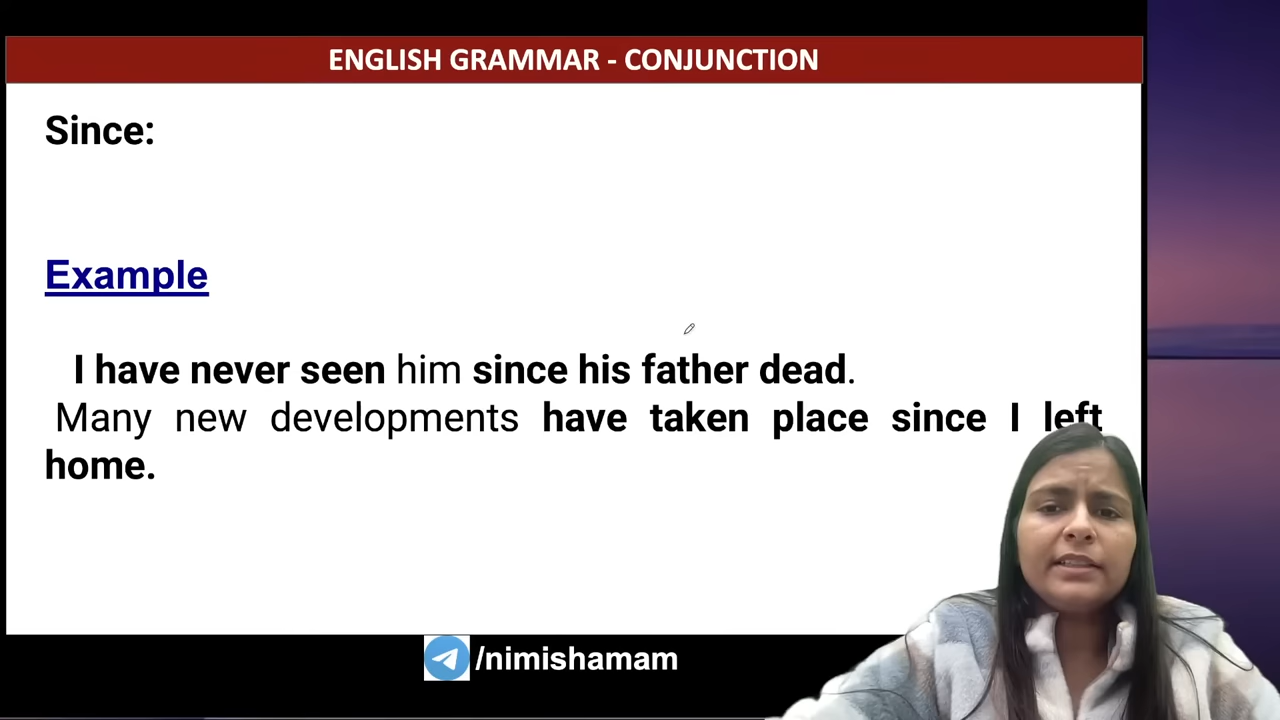 ENGLISH GRAMMAR - CONJUNCTION
Since:
Example
I have never seen him since his father dead.
Many new developments have taken place since I left
home.
/nimishamam